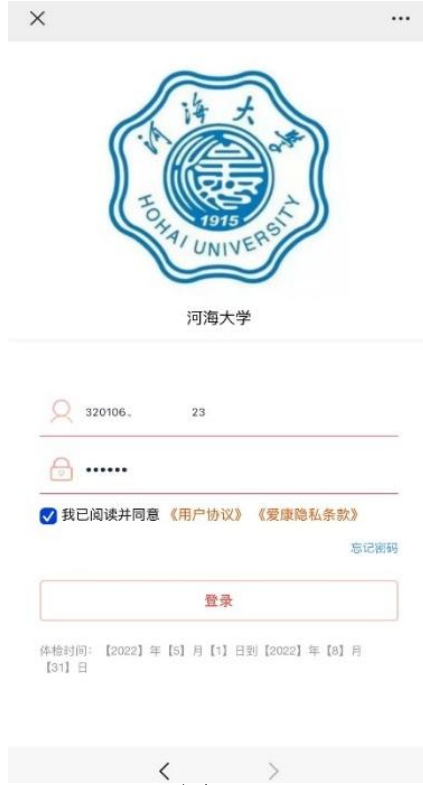 河海大学
1915
HOHAI UNIVERSITY
河海大学
320106、 23
••••••
我已阅读并同意 《用户协议》 《爱康隐私条款》
忘记密码
登录
体检时间：【2022】年【5】月【1】日到【2022】年【8】月
【31】日